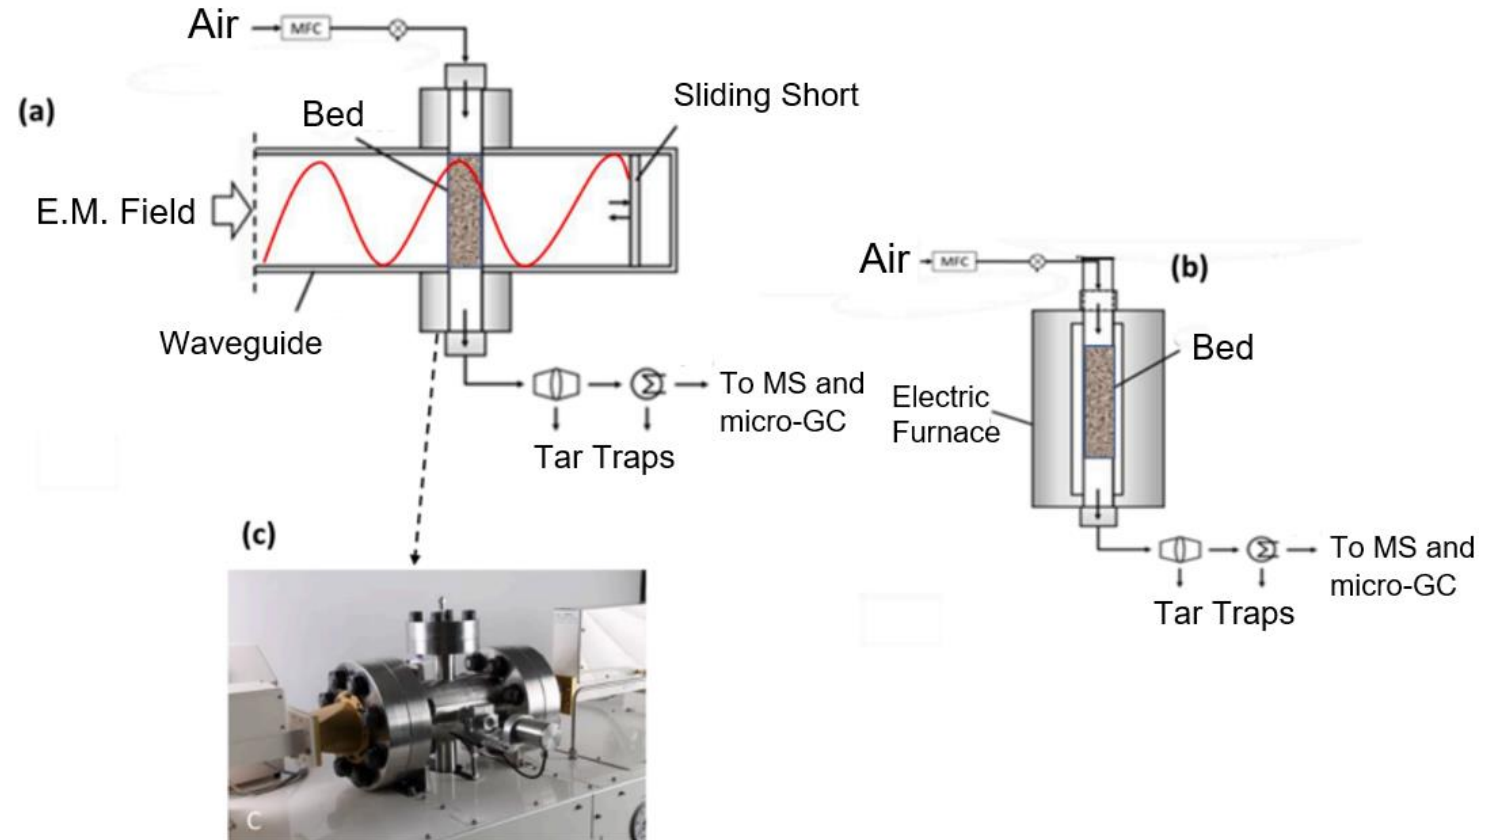 Air
MFC
(a)
Bed
Sliding Short
E.M. Field
Waveguide
To MS and
micro-GC
Tar Traps
Air
MFC
(b)
Bed
Electric
Furnace
To MS and
micro-GC
Tar Traps
(c)
C